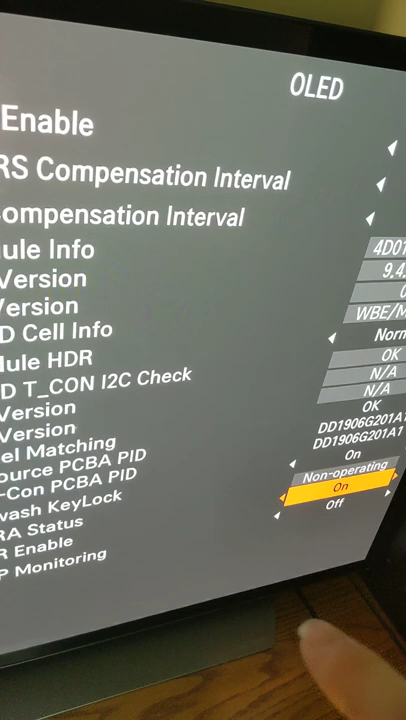 OLED
Enable
RS Compensation Interval
ompensation Interval
ule Info 4D01
Version 9.4.
Version
D Cell Info WBE/M
ule HDR Norm
D T_CON I2C Check OK
Version N/A
Version N/A
el Matching OK
ource PCBA PID DD1906G201A1
-Con PCBA PID DD1906G201A1
wash KeyLock On
RA Status Non-operating
R Enable On
P Monitoring Off